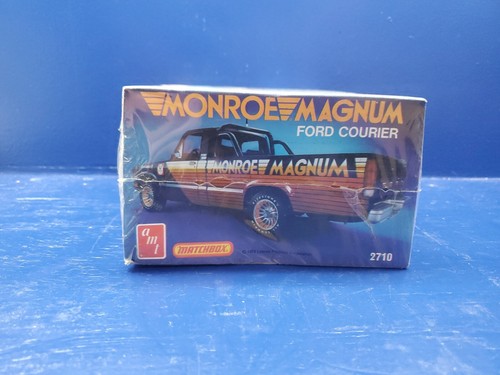 MONROE MAGNUM
FORD COURIER
MONROE MAGNUM
amt
MATCHBOX
2710